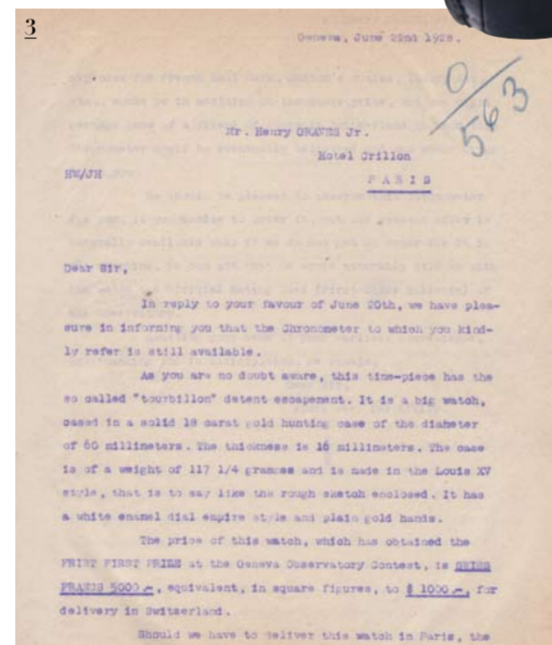 3
Geneva, June 22nd 1928.
0/563
Mr. Henry GRAVES Jr.
Hotel Crillon
HW/JH
PARIS
Dear Sir,
In reply to your favour of June 20th, we have plea-
sure in informing you that the Chronometer to which you kind-
ly refer is still available.
As you are no doubt aware, this time-piece has the
so called "tourbillon" detent escapement. It is a big watch,
cased in a solid 18 carat gold hunting case of the diameter
of 60 millimeters. The thickness is 16 millimeters. The case
is of a weight of 117 1/4 grammes and is made in the Louis XV
style, that is to say like the rough sketch enclosed. It has
a white enamel dial empire style and plain gold hands.
The price of this watch, which has obtained the
FIRST PRIZE at the Geneva Observatory Contest, is SWISS
FRANCS 5000.-, equivalent, in square figures, to $ 1000.-, for
delivery in Switzerland.
Should we have to deliver this watch in Paris, the